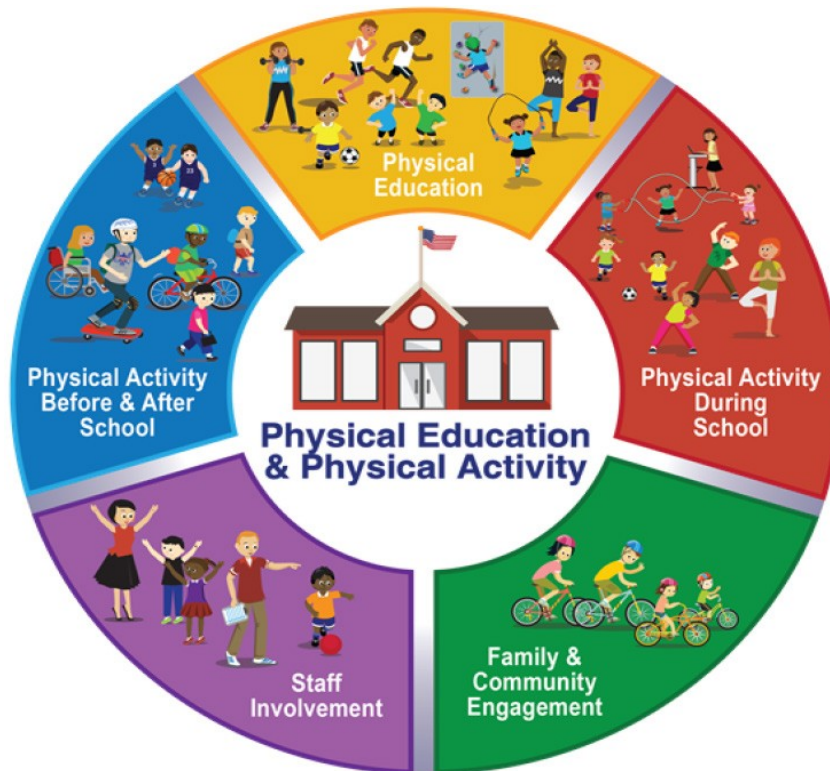 Physical
Education
Physical Activity
During
School
Family &
Community
Engagement
Staff
Involvement
Physical Activity
Before & After
School
Physical Education
& Physical Activity